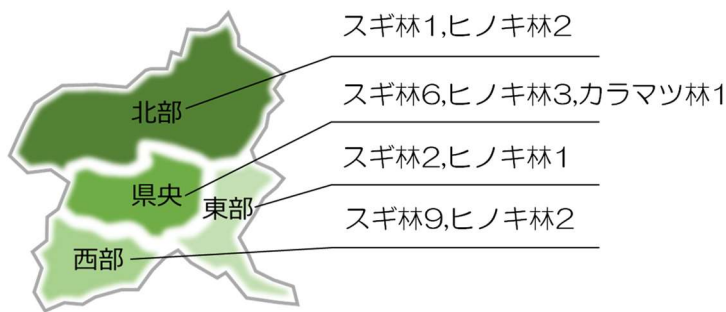 スギ林1,ヒノキ林2
北部
スギ林6,ヒノキ林3,カラマツ林1
スギ林2,ヒノキ林1
県央
東部
スギ林9,ヒノキ林2
西部